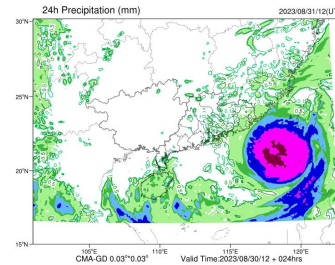 24h Precipitation (mm) 2023/08/31/12(UT
30°N
25°N
20°N
15°N
105°E 110°E 115°E 120°E
CMA-GD 0.03°*0.03° Valid Time:2023/08/30/12 + 024hrs